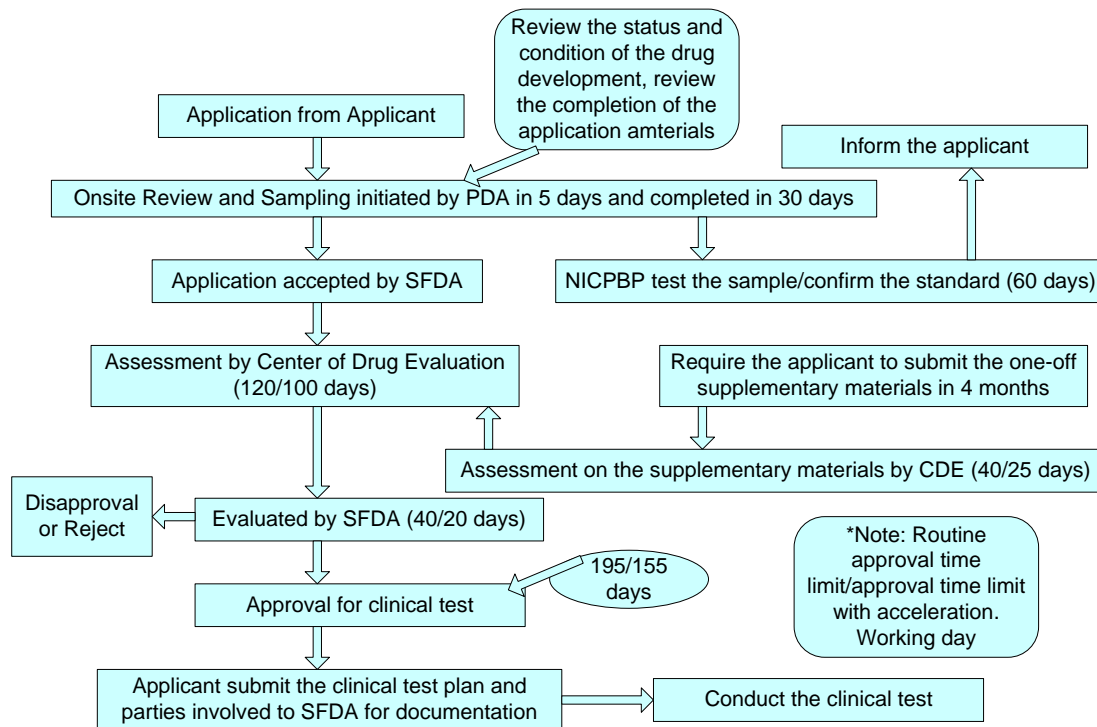 Review the status and
condition of the drug
development, review
the completion of the
application amterials
Application from Applicant
Inform the applicant
Onsite Review and Sampling initiated by PDA in 5 days and completed in 30 days
Application accepted by SFDA
NICPBP test the sample/confirm the standard (60 days)
Assessment by Center of Drug Evaluation
(120/100 days)
Require the applicant to submit the one-off
supplementary materials in 4 months
Assessment on the supplementary materials by CDE (40/25 days)
Disapproval
or Reject
Evaluated by SFDA (40/20 days)
*Note: Routine
approval time
limit/approval time limit
with acceleration.
Working day
195/155
days
Approval for clinical test
Applicant submit the clinical test plan and
parties involved to SFDA for documentation
Conduct the clinical test